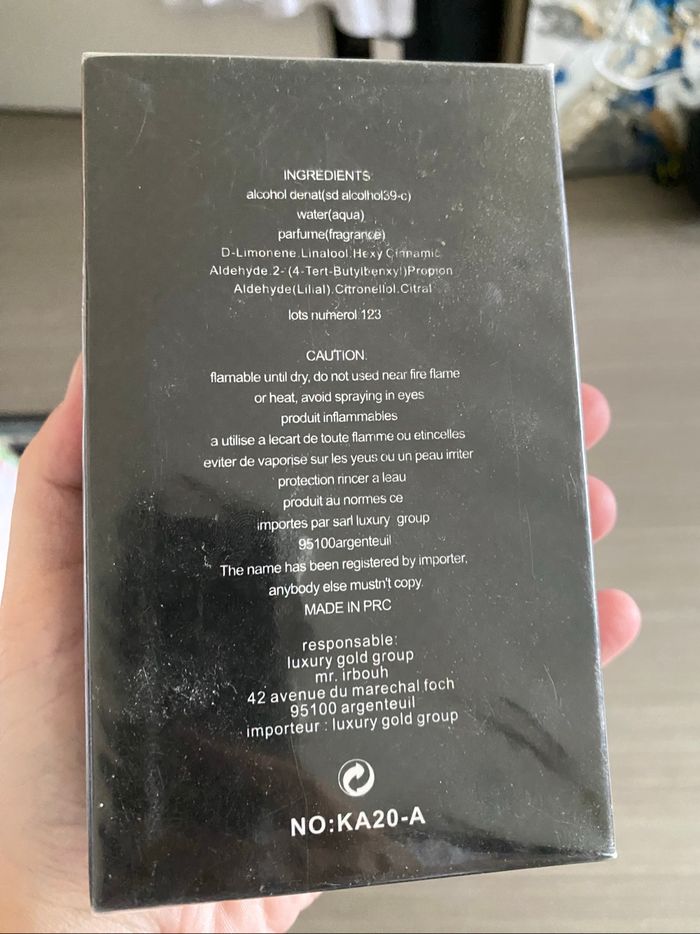 INGREDIENTS
alcohol denat(sd alcolhol39-c)
water(aqua)
parfume(fragrance)
D-Limonene.Linalool.Hexy Cinnamic
Aldehyde.2-(4-Tert-Butylbenxyl)Propion
Aldehyde(Lilial).Citronellol.Citral
lots numerol 123
CAUTION.
flamable until dry, do not used near fire flame
or heat, avoid spraying in eyes
produit inflammables
a utilise a lecart de toute flamme ou etincelles
eviter de vaporise sur les yeus ou un peau irriter
protection rincer a leau
produit au normes ce
importes par sarl luxury group
95100argenteuil
The name has been registered by importer,
anybody else mustn't copy.
MADE IN PRC
responsable:
luxury gold group
mr. irbouh
42 avenue du marechal foch
95100 argenteuil
importeur : luxury gold group
NO:KA20-A